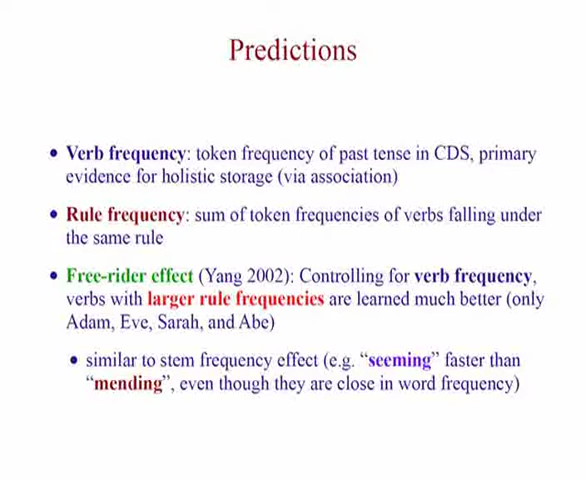 Predictions
• Verb frequency: token frequency of past tense in CDS, primary
evidence for holistic storage (via association)
• Rule frequency: sum of token frequencies of verbs falling under
the same rule
• Free-rider effect (Yang 2002): Controlling for verb frequency,
verbs with larger rule frequencies are learned much better (only
Adam, Eve, Sarah, and Abe)
• similar to stem frequency effect (e.g. “seeming” faster than
“mending”, even though they are close in word frequency)